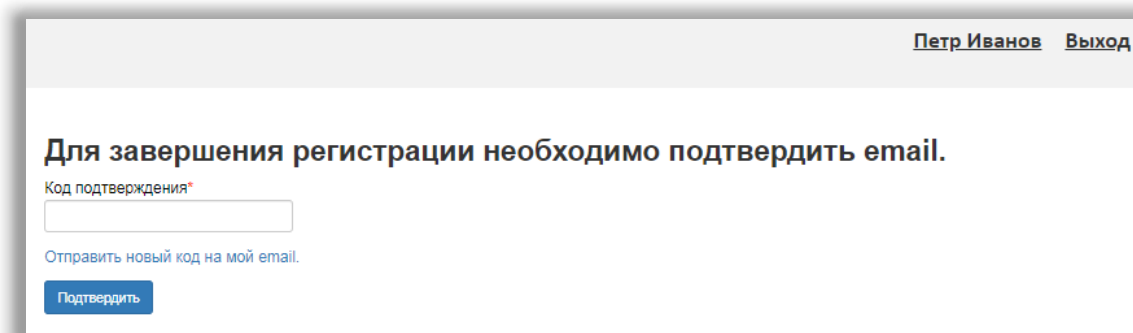 Петр Иванов Выход
Для завершения регистрации необходимо подтвердить email.
Код подтверждения*
Отправить новый код на мой email.
Подтвердить